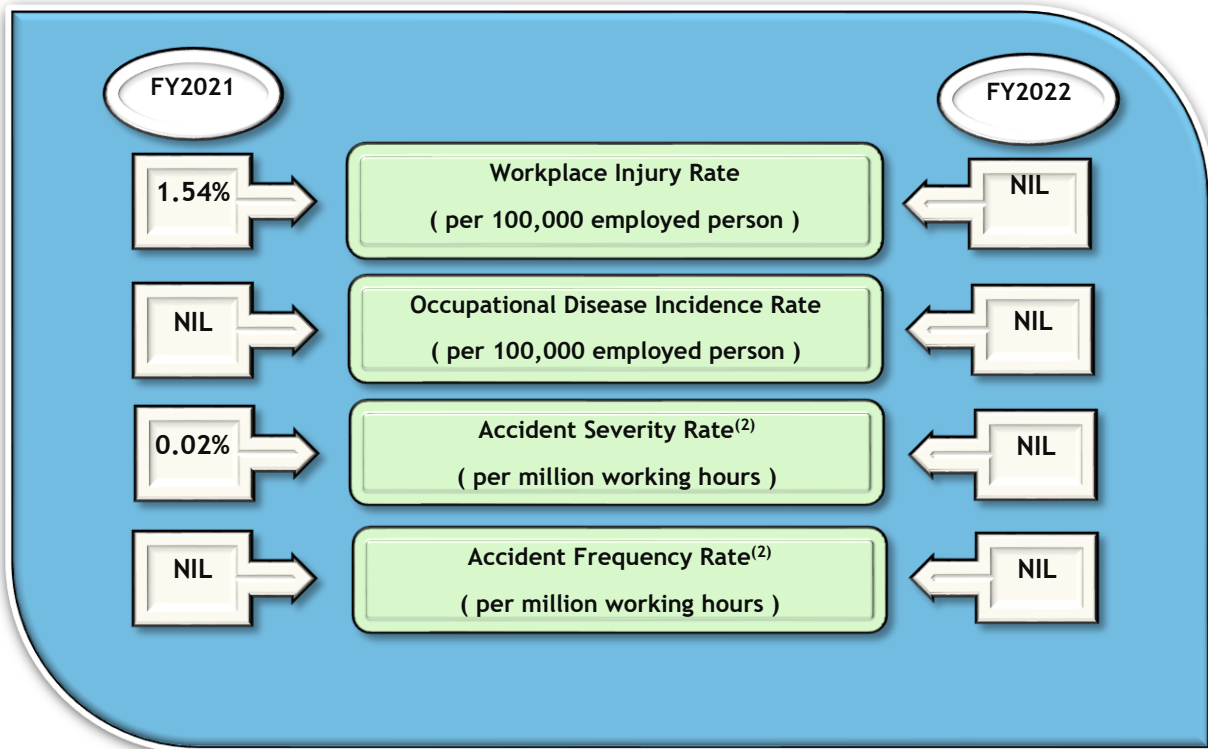 FY2021
FY2022
1.54%
Workplace Injury Rate
( per 100,000 employed person )
NIL
NIL
Occupational Disease Incidence Rate
( per 100,000 employed person )
NIL
0.02%
Accident Severity Rate(2)
( per million working hours )
NIL
NIL
Accident Frequency Rate(2)
( per million working hours )
NIL